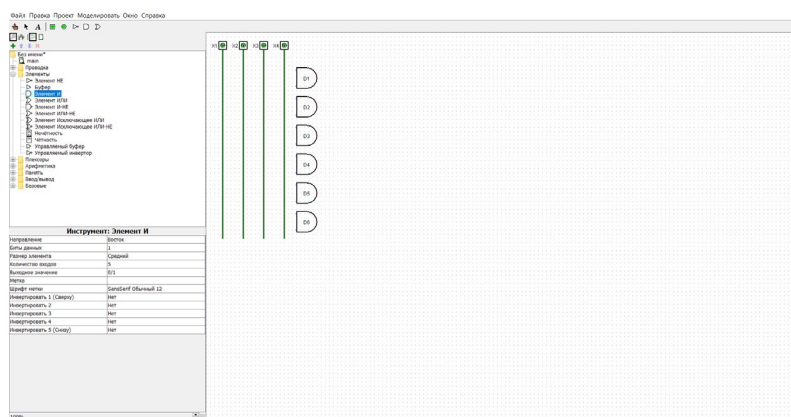 Файл Правка Проект Моделировать Окно Справка
A
Без имени*
main
Проводка
Элементы
Элемент НЕ
Буфер
Элемент И
Элемент ИЛИ
Элемент И-НЕ
Элемент ИЛИ-НЕ
Элемент Исключающее ИЛИ
Элемент Исключающее ИЛИ-НЕ
Нечётность
Чётность
Управляемый буфер
Управляемый инвертор
Плексоры
Арифметика
Память
Ввод/вывод
Базовые
Инструмент: Элемент И
Направление Восток
Биты данных 1
Размер элемента Средний
Количество входов 5
Выходное значение 0/1
Метка
Шрифт метки SansSerif Обычный 12
Инвертировать 1 (Сверху) Нет
Инвертировать 2 Нет
Инвертировать 3 Нет
Инвертировать 4 Нет
Инвертировать 5 (Снизу) Нет
100%
X1 X2 X3 X4
D1
D2
D3
D4
D5
D6